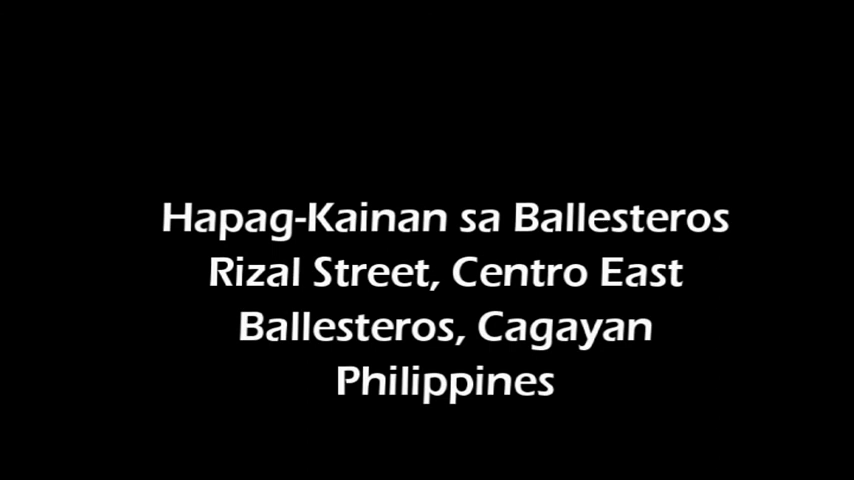 Hapag-Kainan sa Ballesteros
Rizal Street, Centro East
Ballesteros, Cagayan
Philippines